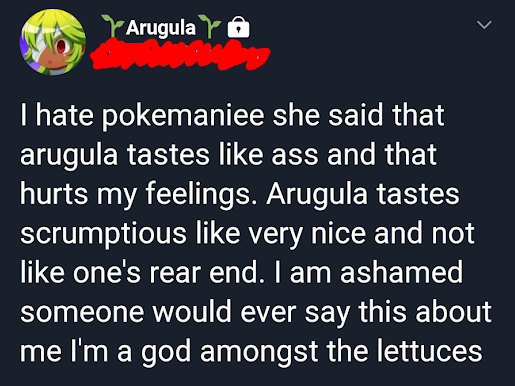 🌱Arugula🌱🔒
I hate pokemaniee she said that
arugula tastes like ass and that
hurts my feelings. Arugula tastes
scrumptious like very nice and not
like one's rear end. I am ashamed
someone would ever say this about
me I'm a god amongst the lettuces